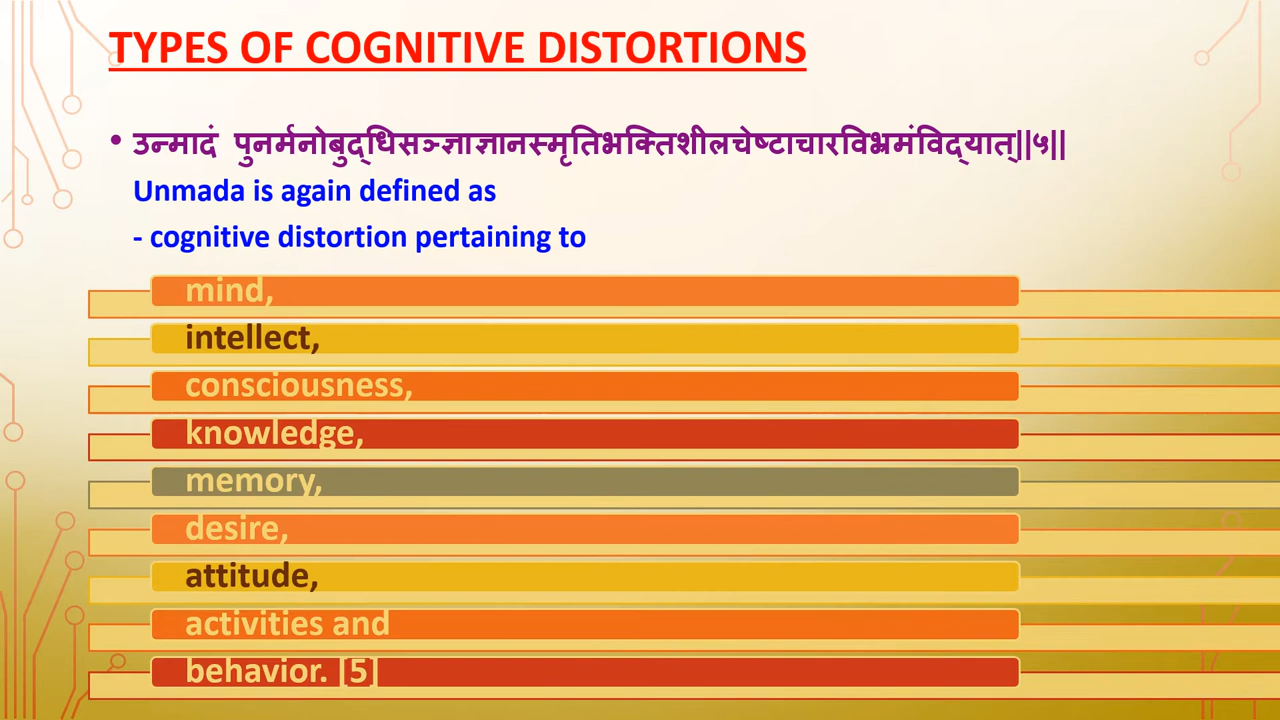 TYPES OF COGNITIVE DISTORTIONS
• उन्मादं पुनर्मनोबुद्धिसञ्ज्ञाज्ञानस्मृतिभक्तिशीलचेष्टाचारविभ्रमंविद्यात्||५||
Unmada is again defined as
- cognitive distortion pertaining to
mind,
intellect,
consciousness,
knowledge,
memory,
desire,
attitude,
activities and
behavior. [5]